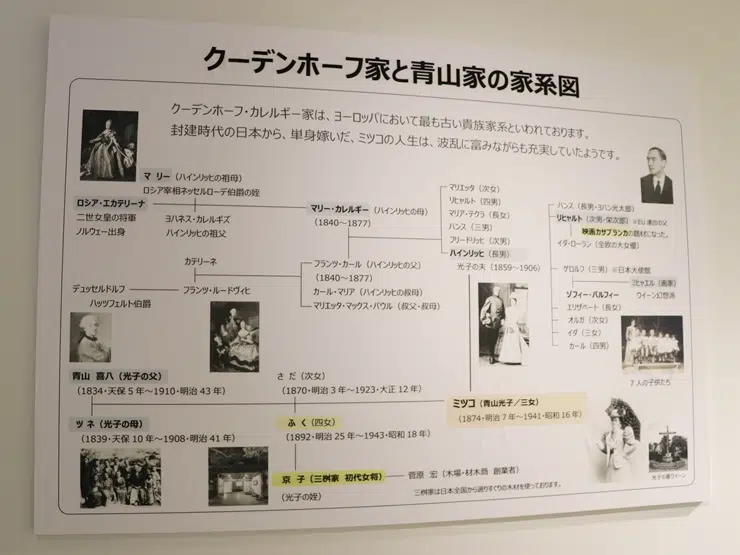 クーデンホーフ家と青山家の家系図
クーデンホーフ・カレルギー家は、ヨーロッパにおいて最も古い貴族家系といわれております。
封建時代の日本から、単身嫁いだ、ミツコの人生は、波乱に富みながらも充実していたようです。
マ リー（ハインリッヒの祖母）
ロシア宰相ネッセルローデ伯爵の姪
ロシア・エカテリーナ
二世女皇の将軍
ノルウェー出身
ヨハネス・カレルギズ
ハインリッヒの祖父
マリー・カレルギー（ハインリッヒの母）
（1840～1877）
マリエッタ（次女）
リヒャルト（四男）
マリア・テクラ（長女）
ハンス（三男）
フリードリッヒ（次男）
ハインリッヒ（長男）
光子の夫（1859～1906）
ハンス（長男・ヨハン光太郎）
リヒャルト（次男・栄次郎）
映画カサブランカの題材になった。
イダ・ローラン（全欧の大女優）
ゲロルフ（三男）※日本大使館
ミヒャエル（画家）
ウイーン幻想派
ゾフィー・パルフィー
エリザベート（長女）
オルガ（次女）
イダ（三女）
カール（四男）
7人の子供たち
カテリーネ
デュッセルドルフ
ハッツフェルト伯爵
フランツ・ルードヴィヒ
フランツ・カール（ハインリッヒの父）
（1840～1877）
カール・マリア（ハインリッヒの叔母）
マリエッタ・マックス・パウル（叔父・叔母）
青山 喜八（光子の父）
（1834・天保 5 年～1910・明治 43 年）
ツ ネ（光子の母）
（1839・天保 10 年～1908・明治 41 年）
さ だ（次女）
（1870・明治 3 年～1923・大正 12 年）
ふ く（四女）
（1892・明治 25 年～1943・昭和 18 年）
ミツコ（青山光子／三女）
（1874・明治 7 年～1941・昭和 16 年）
京 子（三桝家 初代女将）
（光子の姪）
菅原 宏（木場・材木商 創業者）
三桝家は日本全国から選りすぐりの木材を使っております。
光子の墓ウイーン